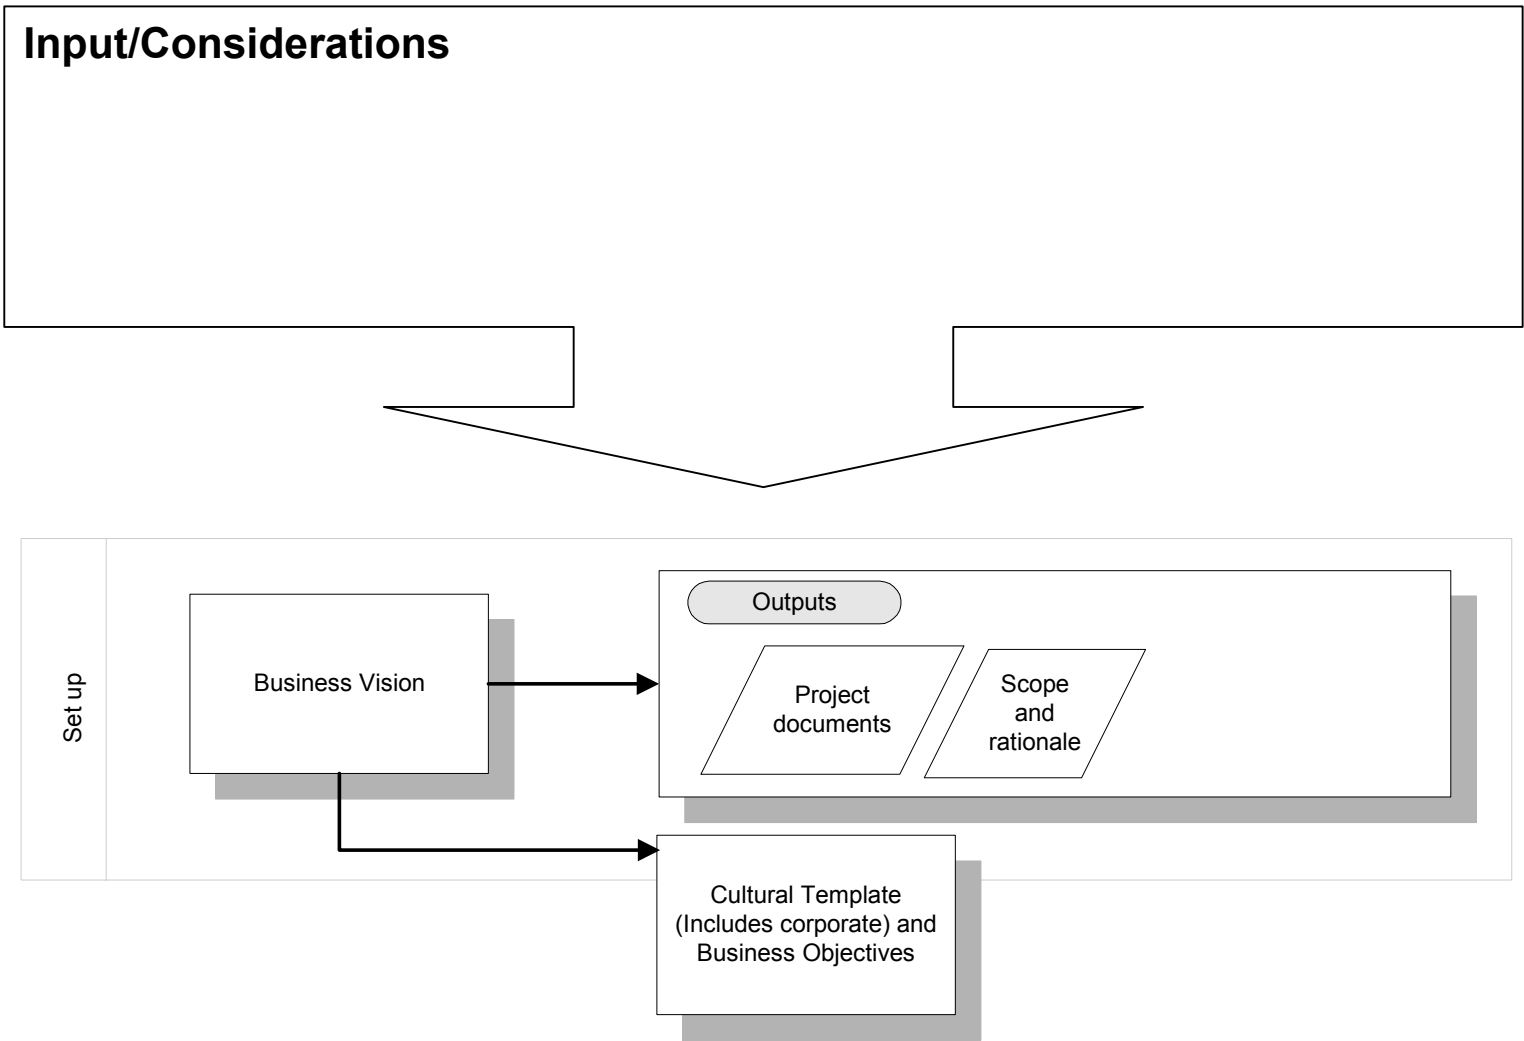 Input/Considerations
Set up
Business Vision
Outputs
Project
documents
Scope
and
rationale
Cultural Template
(Includes corporate) and
Business Objectives